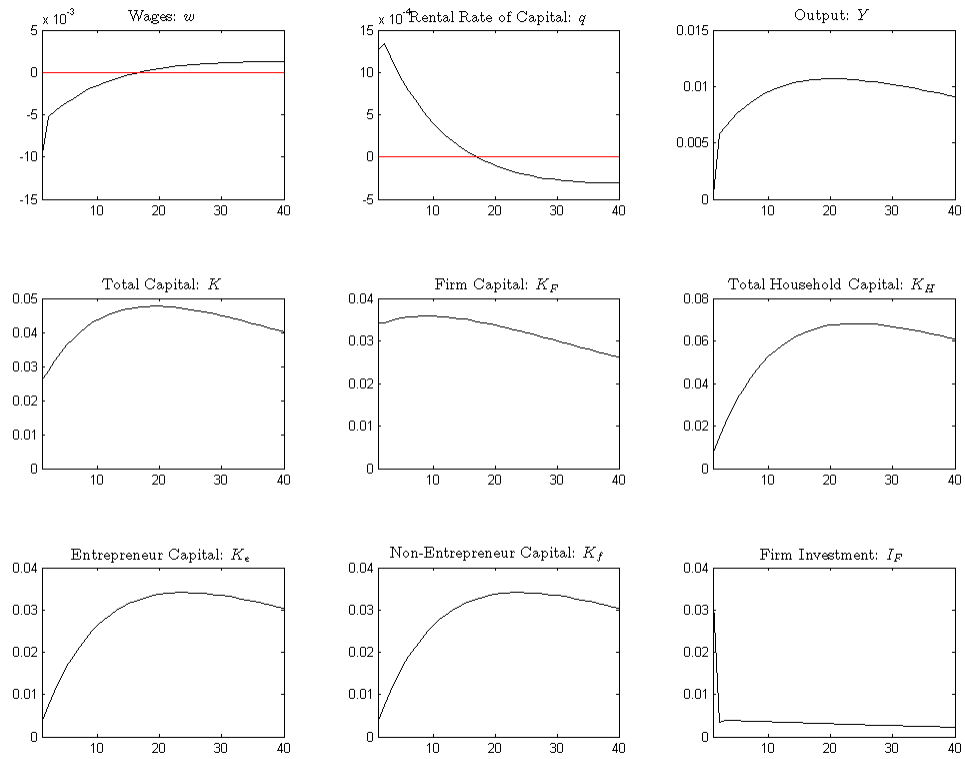 Wages: w
x 10^-3
5
0
-5
-10
-15
10 20 30 40
Rental Rate of Capital: q
x 10^-4
15
10
5
0
-5
10 20 30 40
Output: Y
0.015
0.01
0.005
0
10 20 30 40
Total Capital: K
0.05
0.04
0.03
0.02
0.01
0
10 20 30 40
Firm Capital: K_F
0.04
0.03
0.02
0.01
0
10 20 30 40
Total Household Capital: K_H
0.08
0.06
0.04
0.02
0
10 20 30 40
Entrepreneur Capital: K_ϵ
0.04
0.03
0.02
0.01
0
10 20 30 40
Non-Entrepreneur Capital: K_f
0.04
0.03
0.02
0.01
0
10 20 30 40
Firm Investment: I_F
0.04
0.03
0.02
0.01
0
10 20 30 40